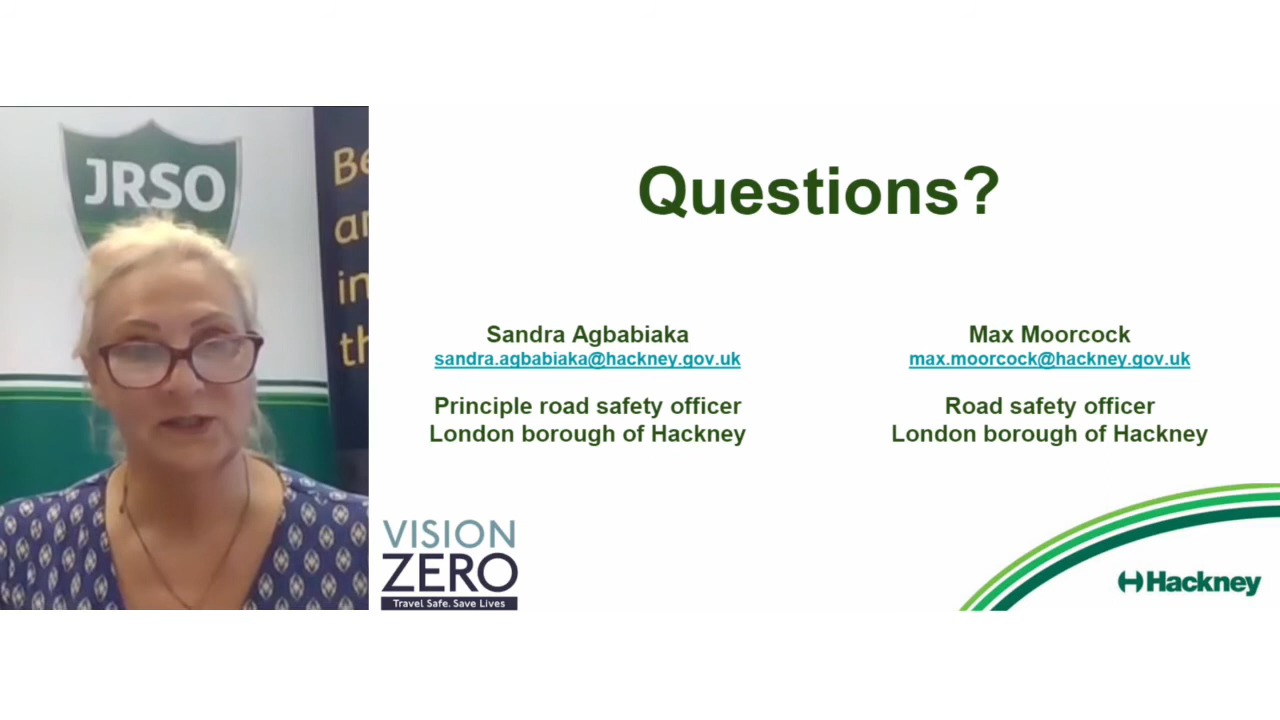 JRSO
Questions?
Sandra Agbabiaka
sandra.agbabiaka@hackney.gov.uk
Principle road safety officer
London borough of Hackney
Max Moorcock
max.moorcock@hackney.gov.uk
Road safety officer
London borough of Hackney
VISION
ZERO
Travel Safe. Save Lives
Hackney